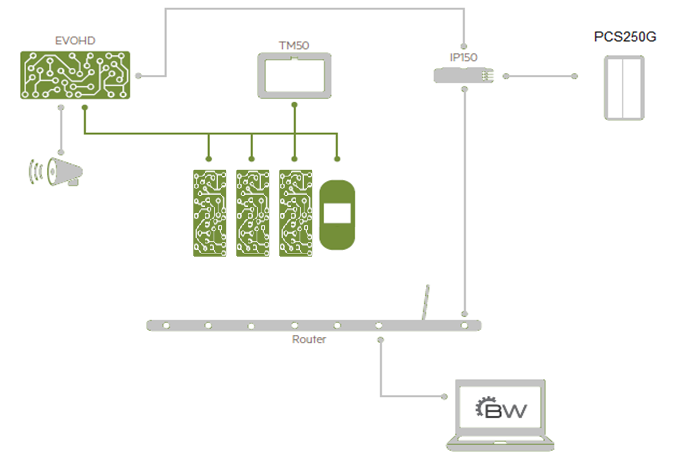 EVOHD
TM50
IP150
PCS250G
Router
BW